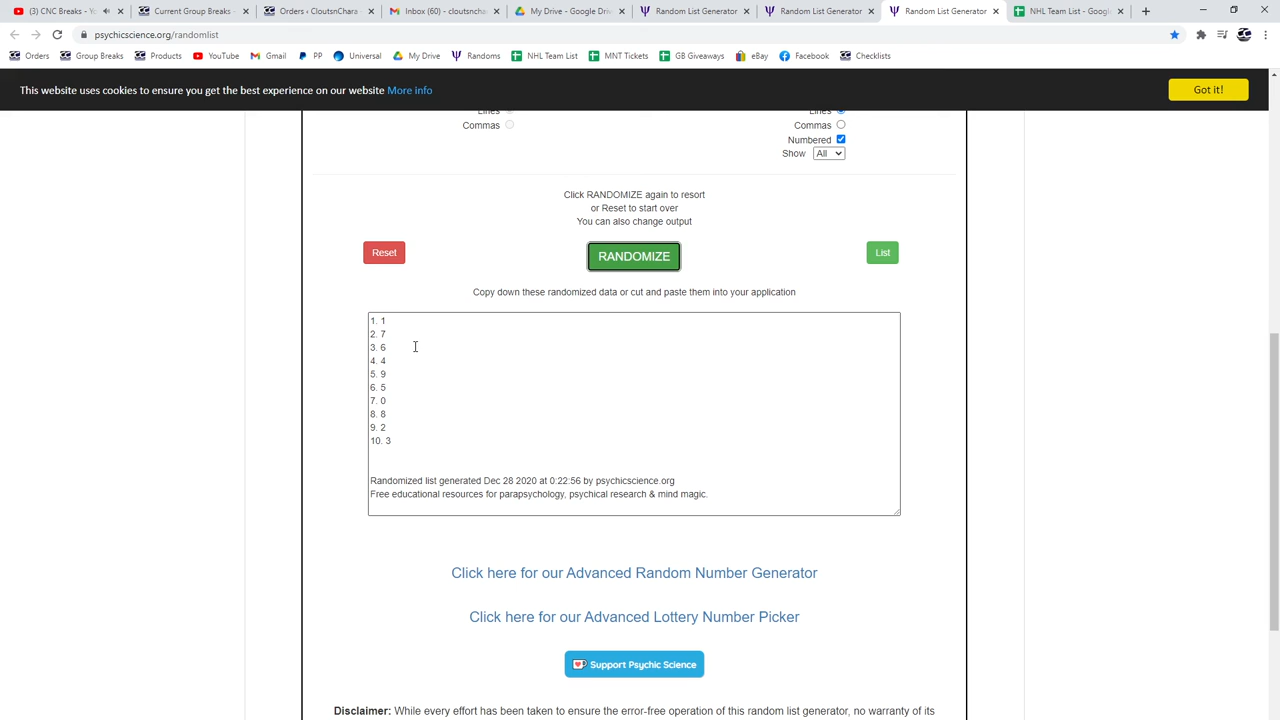 (3) CNC Breaks - Y
Current Group Breaks
Orders ‹ CloutsnChara
Inbox (60) - cloutsnchar
My Drive - Google Drive
Random List Generator
Random List Generator
Random List Generator
NHL Team List - Google
psychicscience.org/randomlist
Orders
Group Breaks
Products
YouTube
Gmail
PP
Universal
My Drive
Randoms
NHL Team List
MNT Tickets
GB Giveaways
eBay
Facebook
Checklists
This website uses cookies to ensure you get the best experience on our website More info
Got it!
Lines
Lines
Commas
Commas
Numbered
Show All
Click RANDOMIZE again to resort
or Reset to start over
You can also change output
Reset
RANDOMIZE
List
Copy down these randomized data or cut and paste them into your application
1. 1
2. 7
3. 6
4. 4
5. 9
6. 5
7. 0
8. 8
9. 2
10. 3
Randomized list generated Dec 28 2020 at 0:22:56 by psychicscience.org
Free educational resources for parapsychology, psychical research & mind magic.
Click here for our Advanced Random Number Generator
Click here for our Advanced Lottery Number Picker
Support Psychic Science
Disclaimer: While every effort has been taken to ensure the error-free operation of this random list generator, no warranty of its